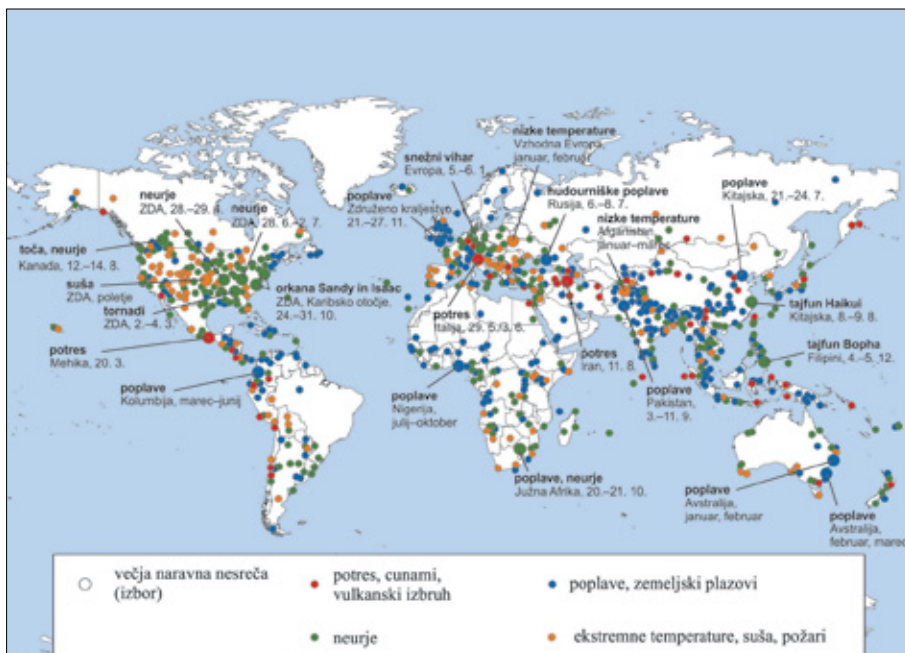 neurje
ZDA, 28.–29. 4.
neurje
ZDA, 28. 6.–2. 7.
toča, neurje
Kanada, 12.–14. 8.
suša
ZDA, poletje
tornadi
ZDA, 2.–4. 3.
orkana Sandy in Isaac
ZDA, Karibsko otočje,
24.–31. 10.
potres
Mehika, 20. 3.
poplave
Kolumbija, marec–junij
snežni vihar
Evropa, 5.–6. 1.
poplave
Združeno kraljestvo,
21.–27. 11.
nizke temperature
Vzhodna Evropa,
januar, februar
hudourniške poplave
Rusija, 6.–8. 7.
nizke temperature
Afganistan,
januar–marec
poplave
Kitajska, 21.–24. 7.
tajfun Haikui
Kitajska, 8.–9. 8.
tajfun Bopha
Filipini, 4.–5. 12.
potres
Italija, 29. 5./3. 6.
potres
Iran, 11. 8.
poplave
Nigerija,
julij–oktober
poplave
Pakistan,
3.–11. 9.
poplave, neurje
Južna Afrika, 20.–21. 10.
poplave
Avstralija,
januar, februar
poplave
Avstralija,
februar, marec
večja naravna nesreča
(izbor)
potres, cunami,
vulkanski izbruh
poplave, zemeljski plazovi
neurje
ekstremne temperature, suša, požari